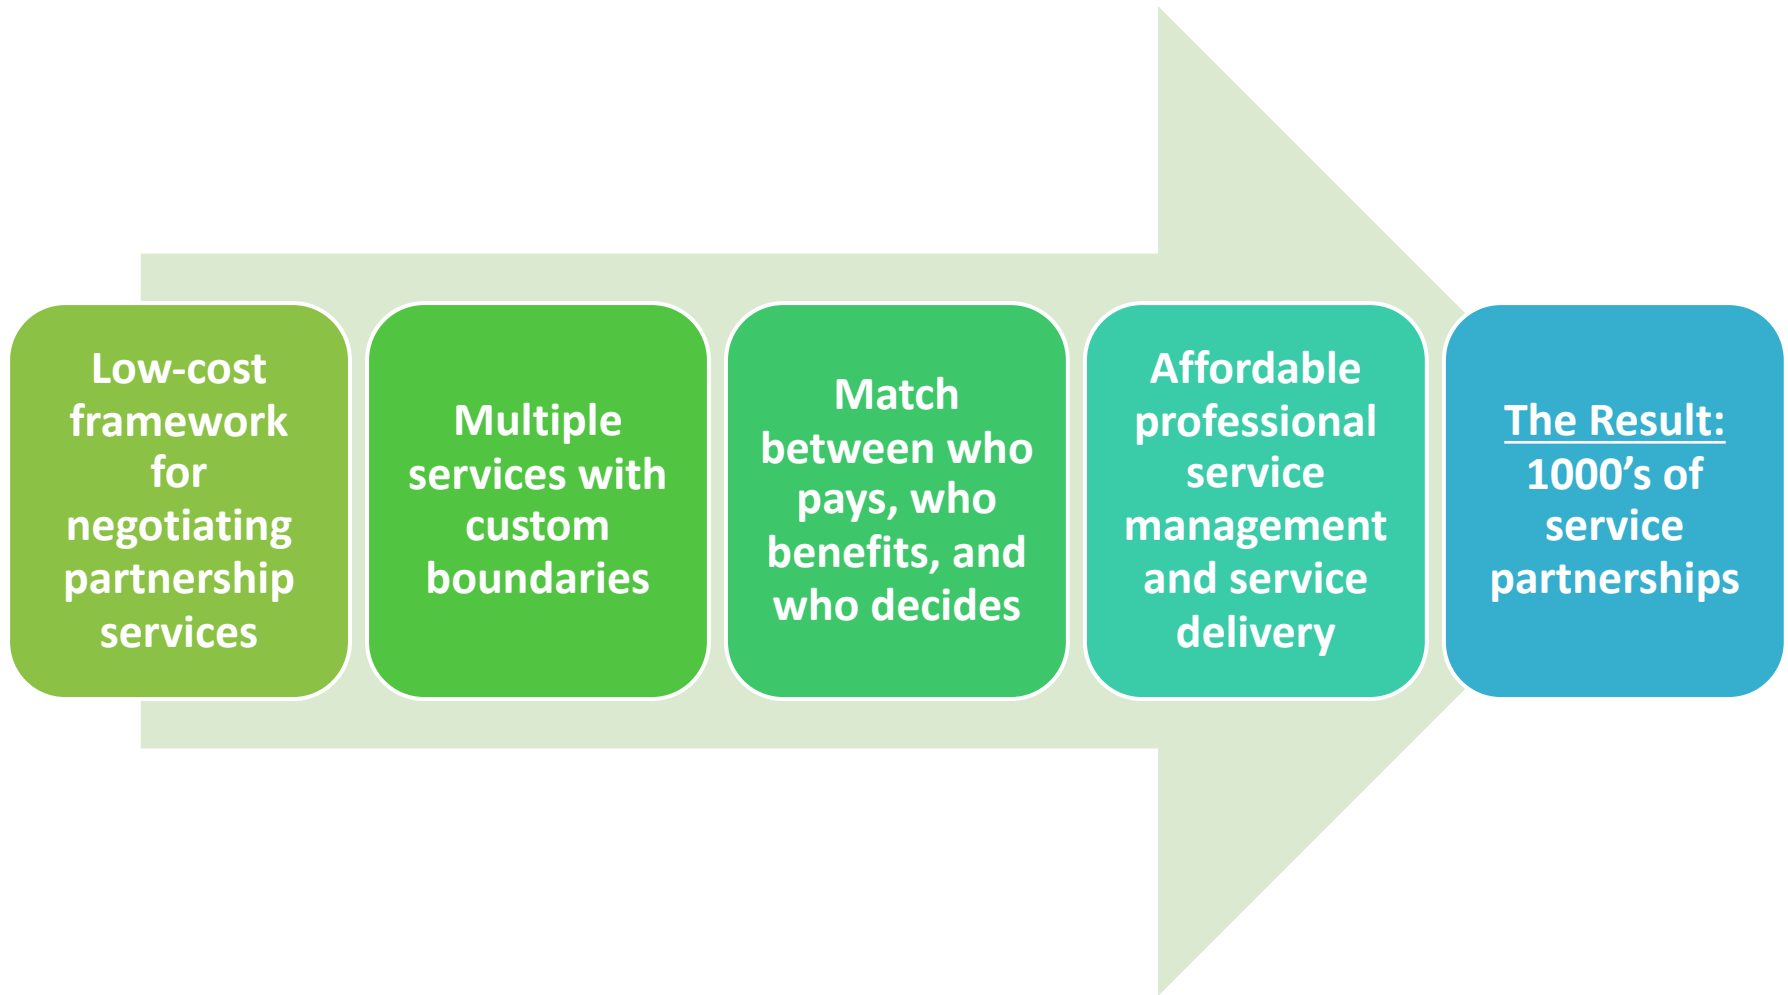 Low-cost
framework
for
negotiating
partnership
services
Multiple
services with
custom
boundaries
Match
between who
pays, who
benefits, and
who decides
Affordable
professional
service
management
and service
delivery
The Result:
1000’s of
service
partnerships